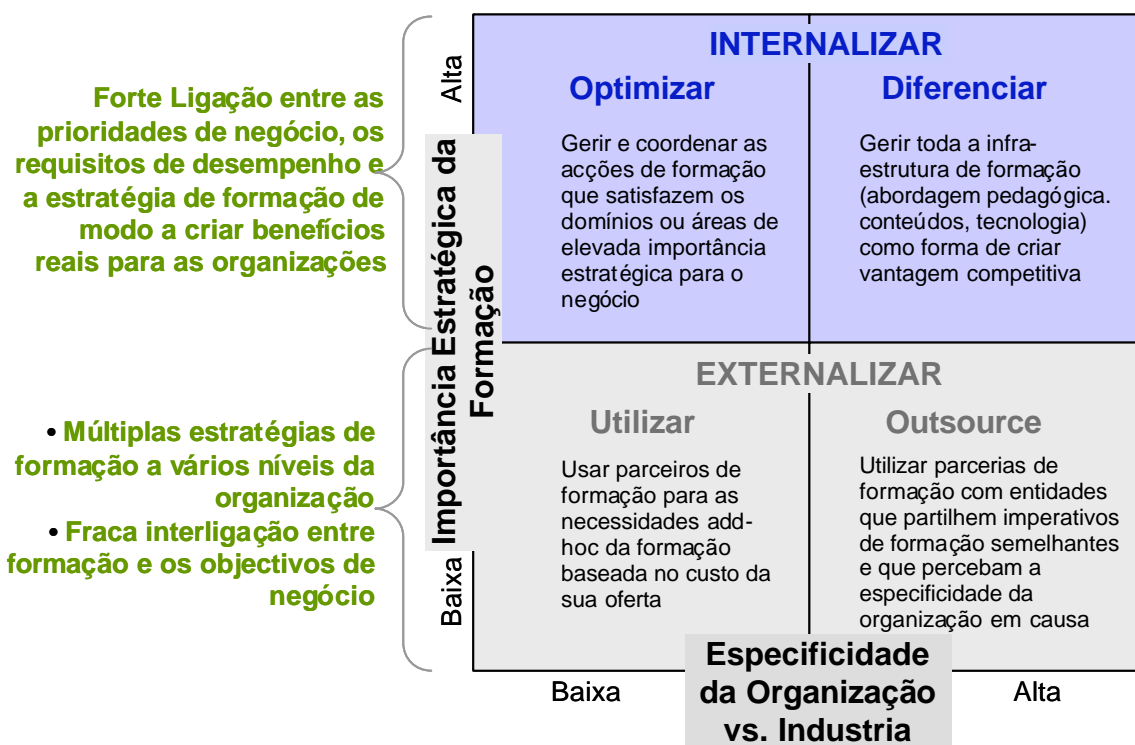 Forte Ligação entre as
prioridades de negócio, os
requisitos de desempenho e
a estratégia de formação de
modo a criar benefícios
reais para as organizações
• Múltiplas estratégias de
formação a vários níveis da
organização
• Fraca interligação entre
formação e os objectivos de
negócio
Alta
Importância Estratégica da
Formação
Baixa
INTERNALIZAR
Optimizar
Gerir e coordenar as
acções de formação
que satisfazem os
domínios ou áreas de
elevada importância
estratégica para o
negócio
Diferenciar
Gerir toda a infra-
estrutura de formação
(abordagem pedagógica.
conteúdos, tecnologia)
como forma de criar
vantagem competitiva
EXTERNALIZAR
Utilizar
Usar parceiros de
formação para as
necessidades add-
hoc da formação
baseada no custo da
sua oferta
Outsource
Utilizar parcerias de
formação com entidades
que partilhem imperativos
de formação semelhantes
e que percebam a
especificidade da
organização em causa
Baixa
Especificidade
da Organização
vs. Industria
Alta